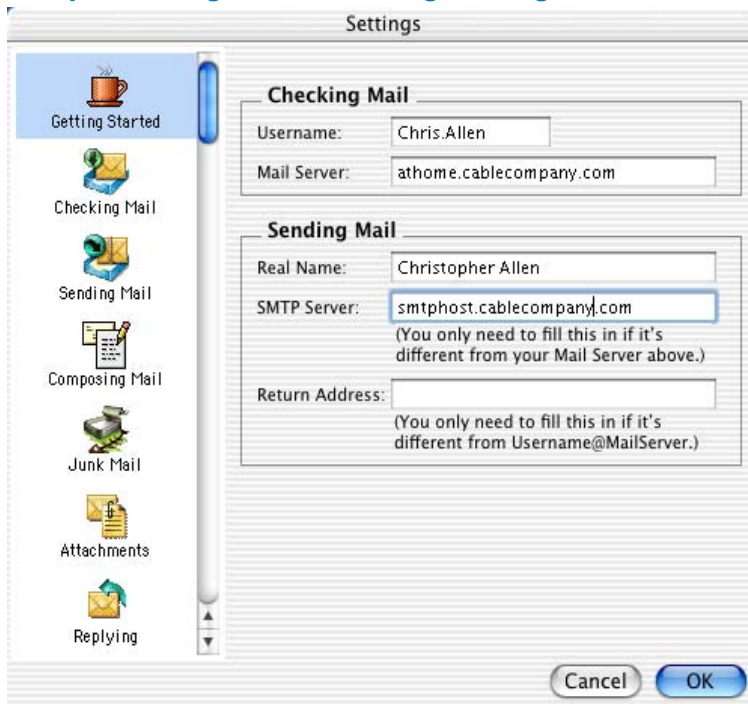 Settings
Getting Started
Checking Mail
Sending Mail
Composing Mail
Junk Mail
Attachments
Replying
Checking Mail
Username: Chris.Allen
Mail Server: athome.cablecompany.com
Sending Mail
Real Name: Christopher Allen
SMTP Server: smtphost.cablecompany.com
(You only need to fill this in if it's
different from your Mail Server above.)
Return Address:
(You only need to fill this in if it's
different from Username@MailServer.)
Cancel OK